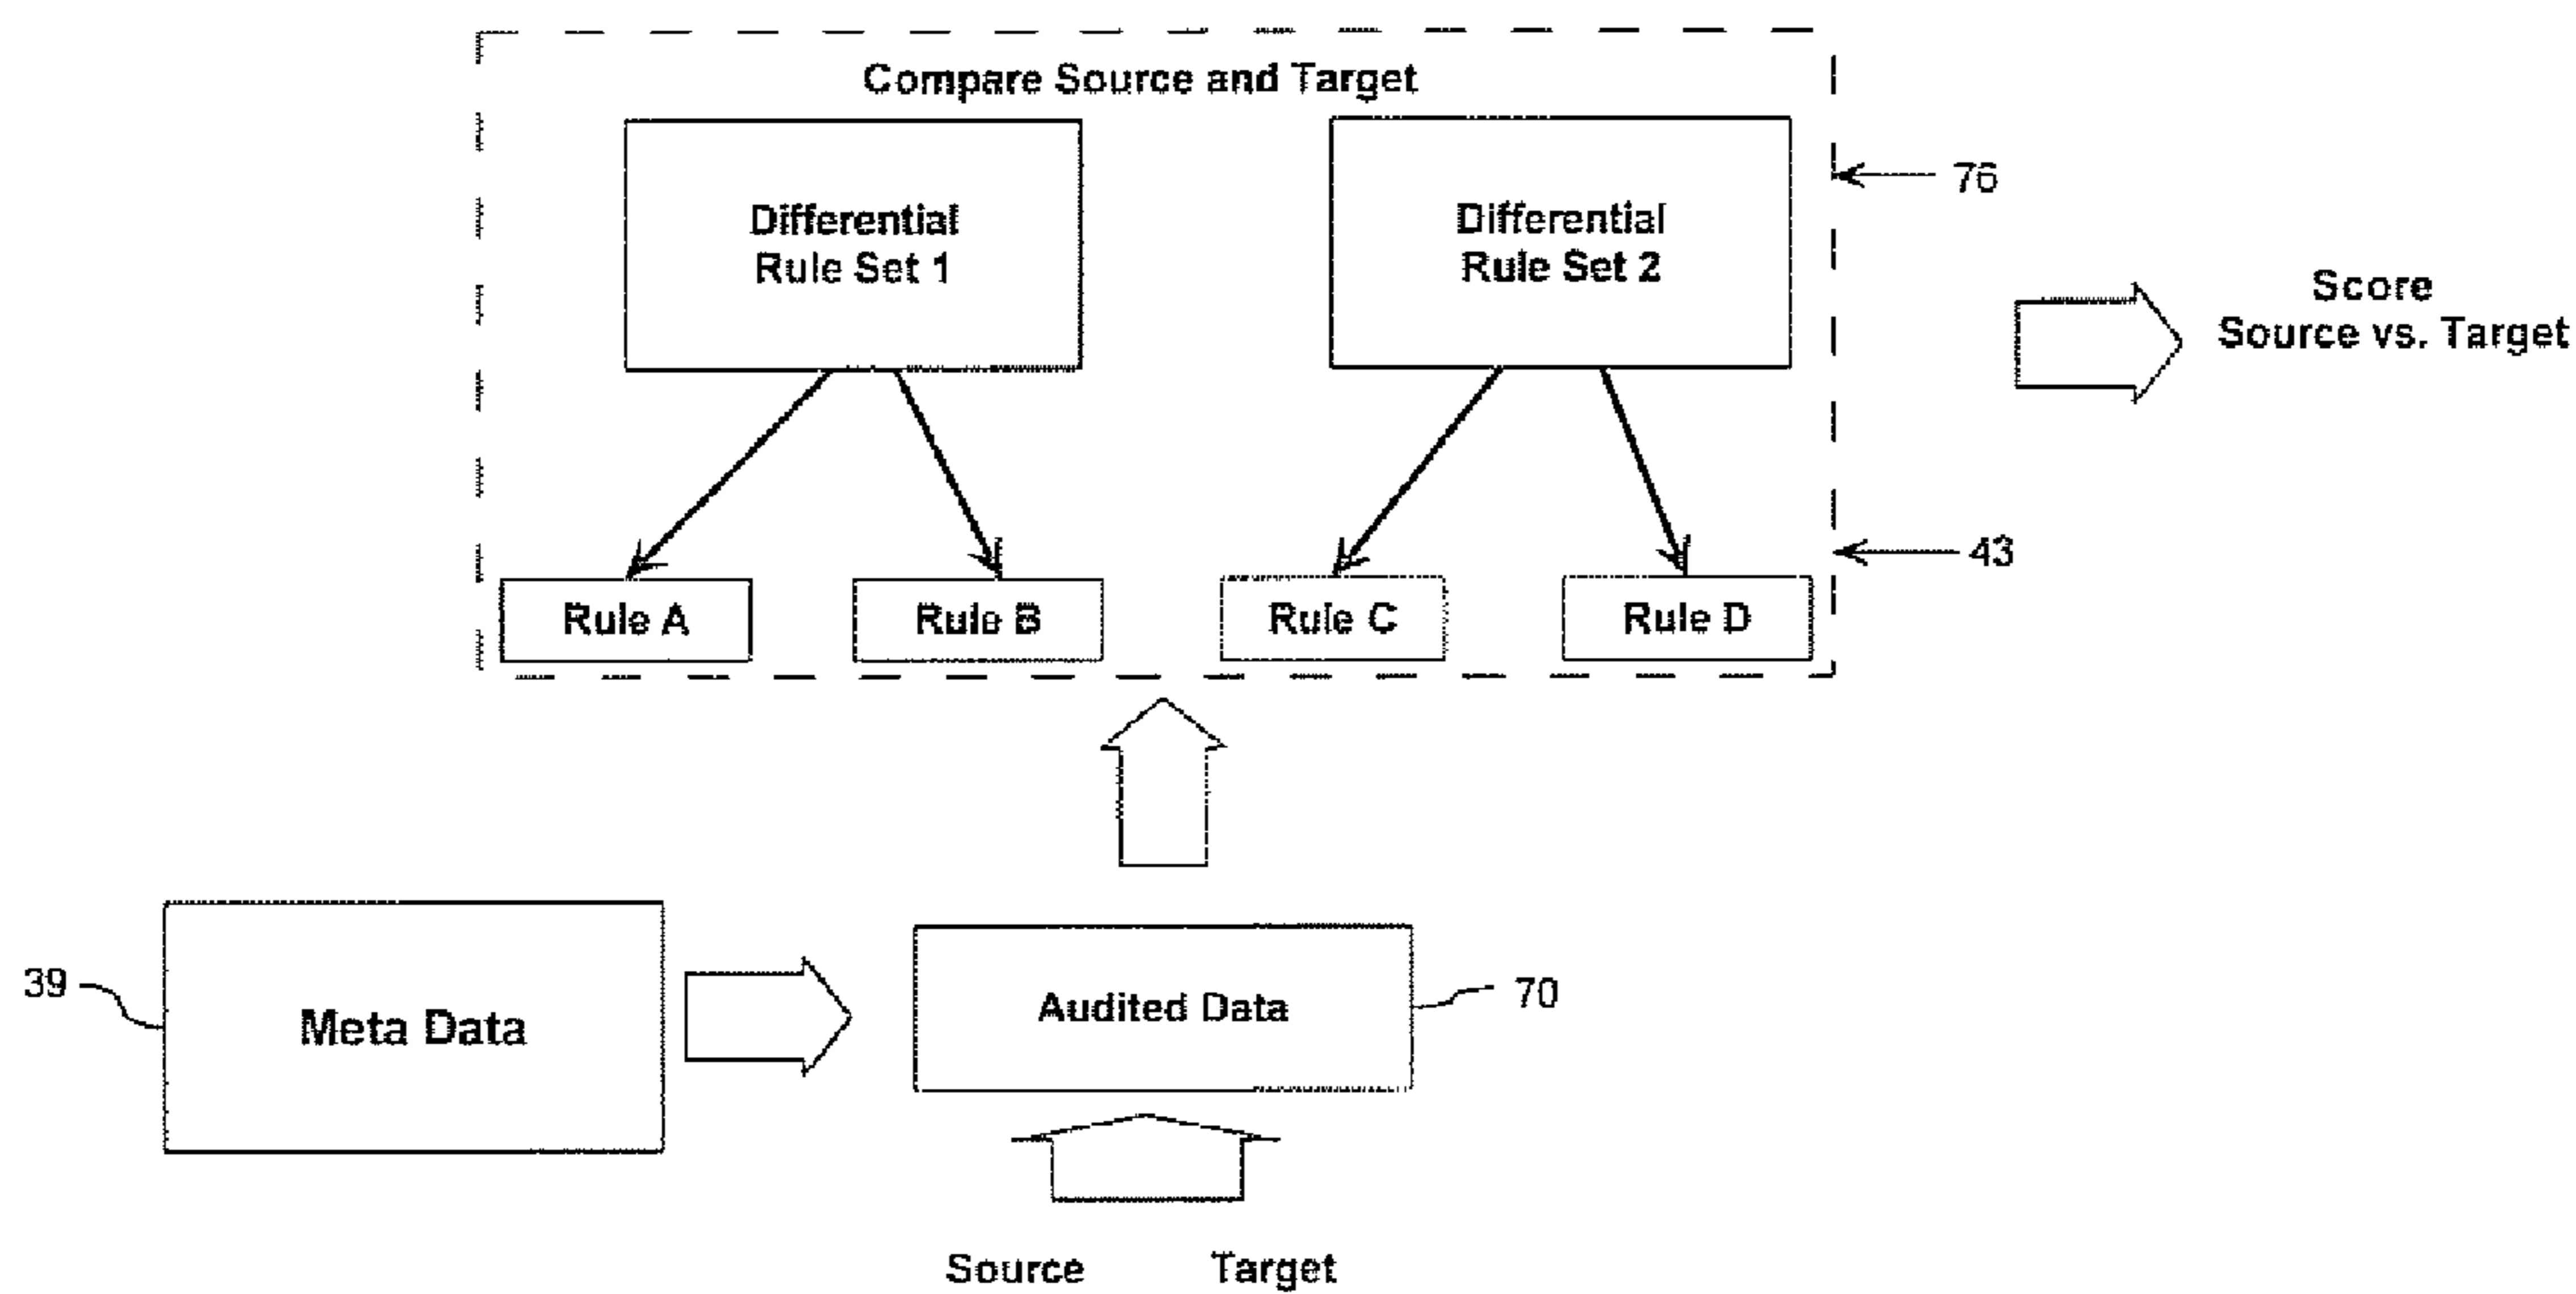 Compare Source and Target
Differential
Rule Set 1
Differential
Rule Set 2
76
Score
Source vs. Target
43
Rule A
Rule B
Rule C
Rule D
39
Meta Data
Audited Data
70
Source
Target